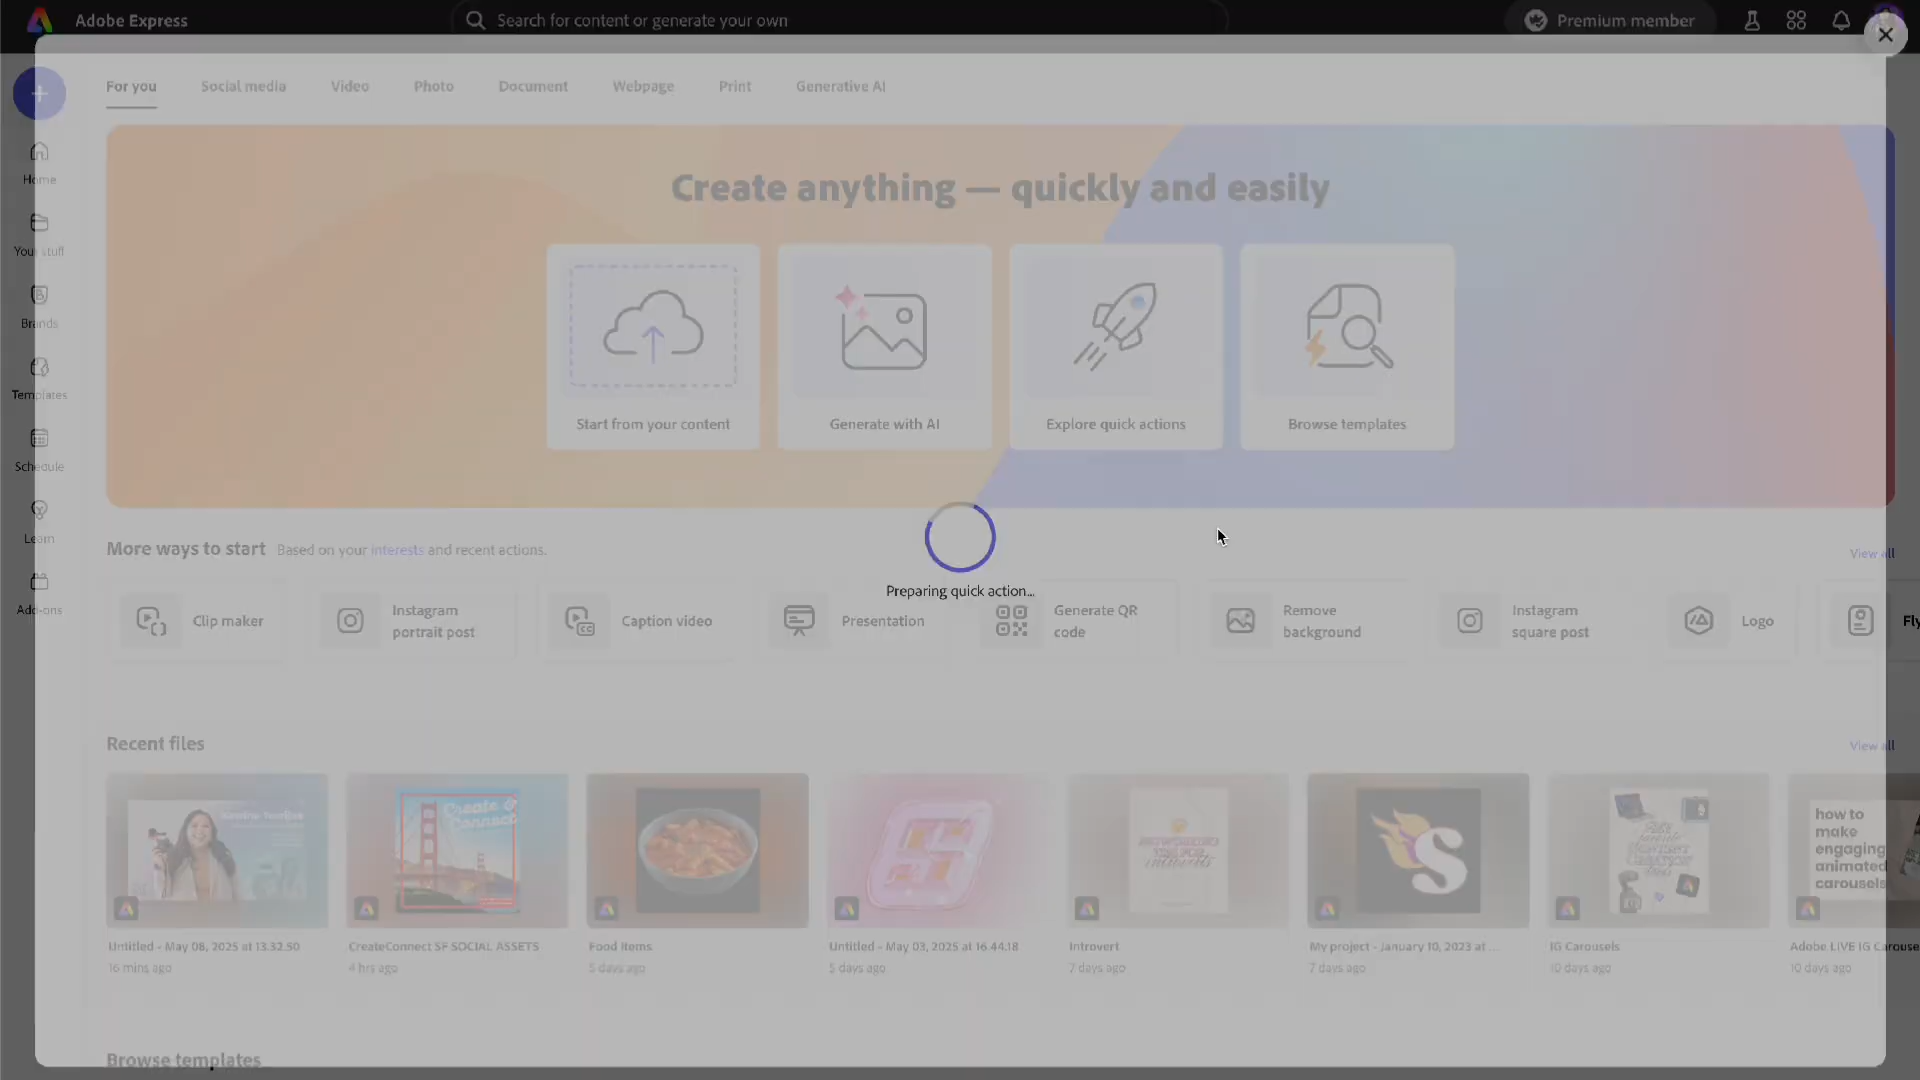 Adobe Express
Search for content or generate your own
Premium member
For you
Social media
Video
Photo
Document
Webpage
Print
Generative AI
Home
Your stuff
Brands
Templates
Schedule
Learn
Add-ons
Create anything — quickly and easily
Start from your content
Generate with AI
Explore quick actions
Browse templates
Preparing quick action...
More ways to start
Based on your interests and recent actions.
View all
Clip maker
Instagram
portrait post
Caption video
Presentation
Generate QR
code
Remove
background
Instagram
square post
Logo
Fly
Recent files
View all
Create
Connect
how to
make
engaging
animated
carousels
Untitled - May 08, 2025 at 13.32.50
16 mins ago
CreateConnect SF SOCIAL ASSETS
4 hrs ago
Food Items
5 days ago
Untitled - May 03, 2025 at 16.44.18
5 days ago
Introvert
7 days ago
My project - January 10, 2023 at ...
7 days ago
IG Carousels
10 days ago
Adobe LIVE IG Carouse
10 days ago
Browse templates